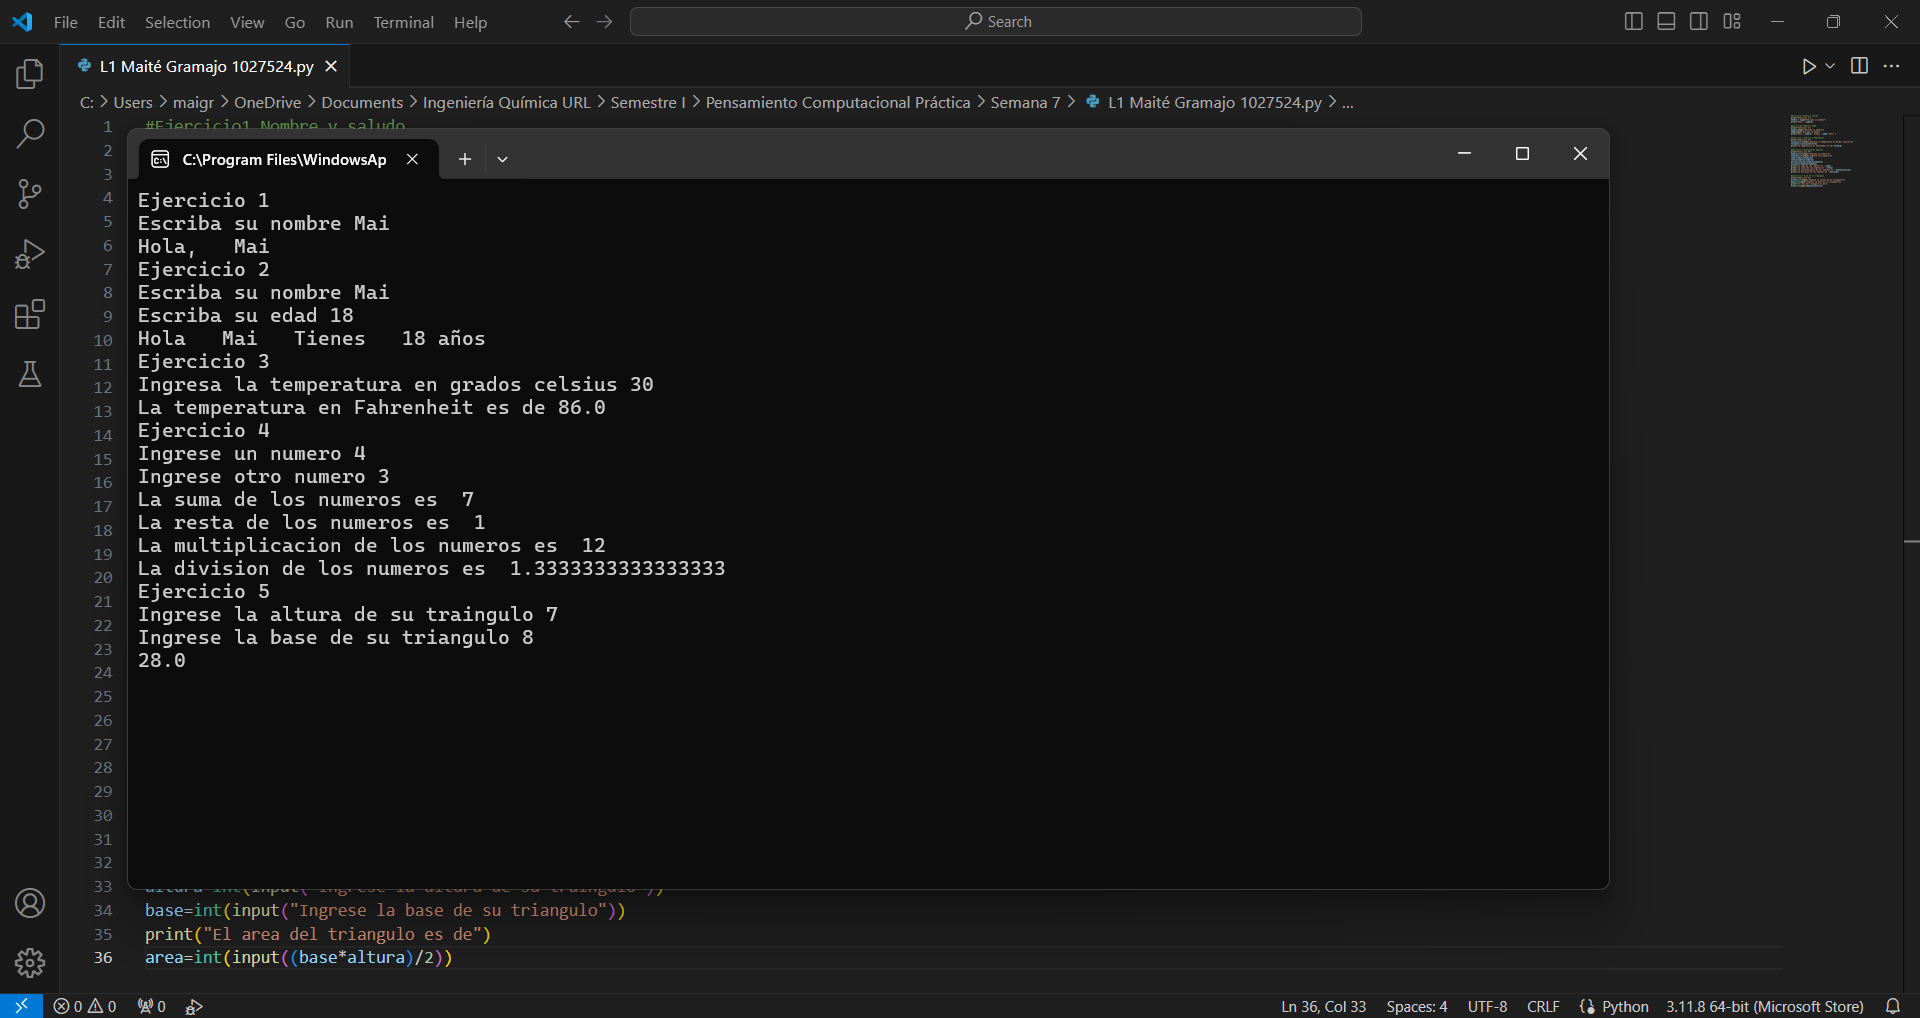 File Edit Selection View Go Run Terminal Help Search
L1 Maité Gramajo 1027524.py
C: > Users > maigr > OneDrive > Documents > Ingeniería Química URL > Semestre I > Pensamiento Computacional Práctica > Semana 7 > L1 Maité Gramajo 1027524.py > ...
1 #Ejercicio1 Nombre y saludo
2
3
4
5
6
7
8
9
10
11
12
13
14
15
16
17
18
19
20
21
22
23
24
25
26
27
28
29
30
31
32
C:\Program Files\WindowsAp
Ejercicio 1
Escriba su nombre Mai
Hola,   Mai
Ejercicio 2
Escriba su nombre Mai
Escriba su edad 18
Hola   Mai   Tienes   18 años
Ejercicio 3
Ingresa la temperatura en grados celsius 30
La temperatura en Fahrenheit es de 86.0
Ejercicio 4
Ingrese un numero 4
Ingrese otro numero 3
La suma de los numeros es  7
La resta de los numeros es  1
La multiplicacion de los numeros es  12
La division de los numeros es  1.3333333333333333
Ejercicio 5
Ingrese la altura de su traingulo 7
Ingrese la base de su triangulo 8
28.0
33 altura=int(input("Ingrese la altura de su traingulo"))
34 base=int(input("Ingrese la base de su triangulo"))
35 print("El area del triangulo es de")
36 area=int(input((base*altura)/2))
0 0 0 Ln 36, Col 33 Spaces: 4 UTF-8 CRLF Python 3.11.8 64-bit (Microsoft Store)